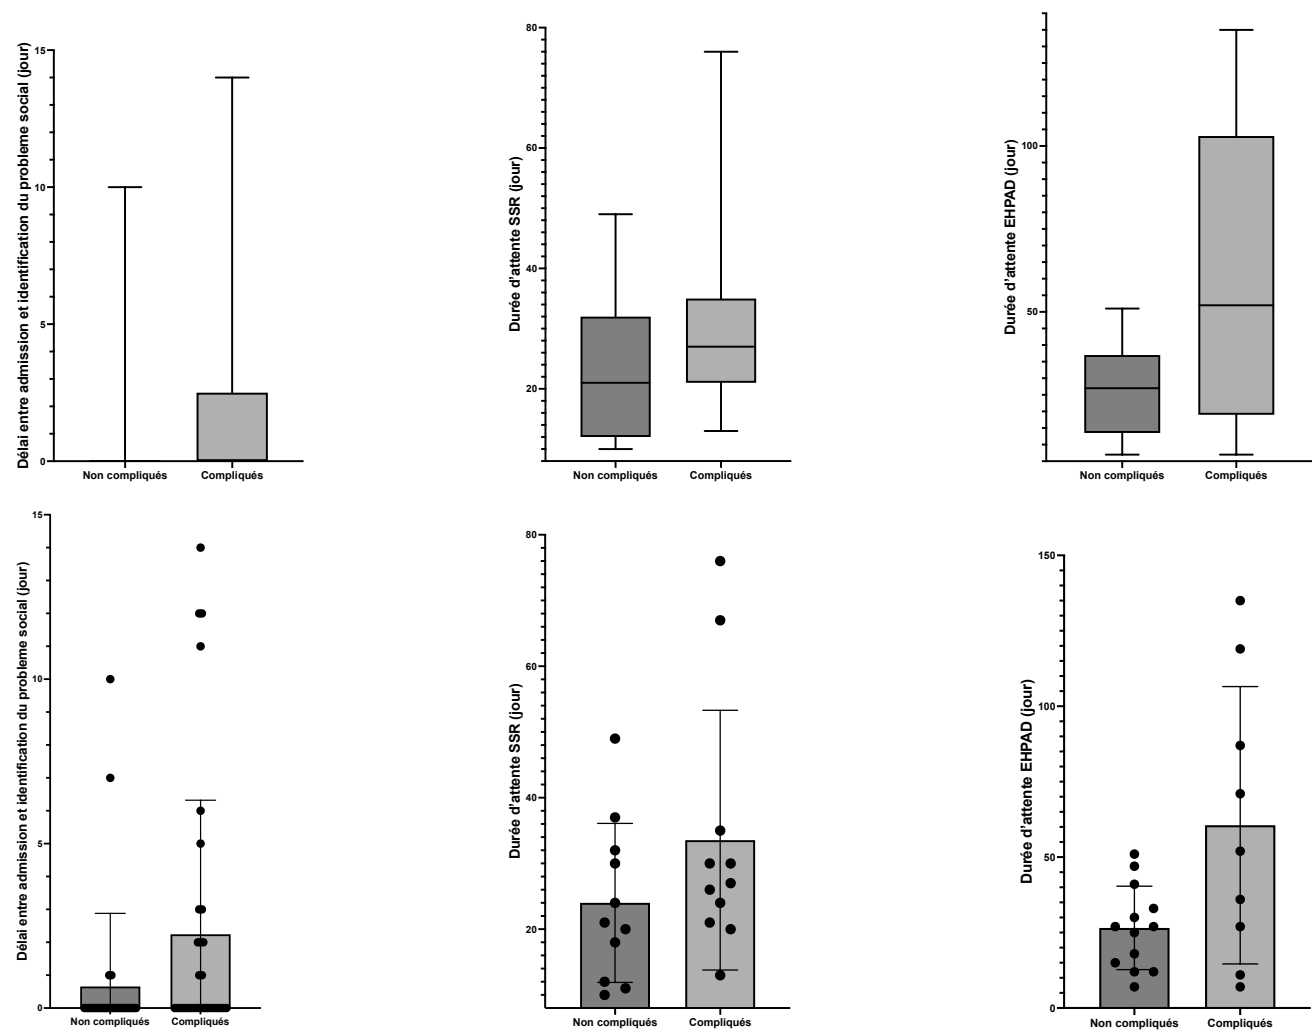 Délai entre admission et identification du probleme social (jour)
15
10
5
0
Non compliqués
Compliqués
Durée d'attente SSR (jour)
80
60
40
20
Non compliqués
Compliqués
Durée d'attente EHPAD (jour)
100
50
Non compliqués
Compliqués
Délai entre admission et identification du probleme social (jour)
15
10
5
0
Non compliqués
Compliqués
Durée d'attente SSR (jour)
80
60
40
20
Non compliqués
Compliqués
Durée d'attente EHPAD (jour)
150
100
50
0
Non compliqués
Compliqués